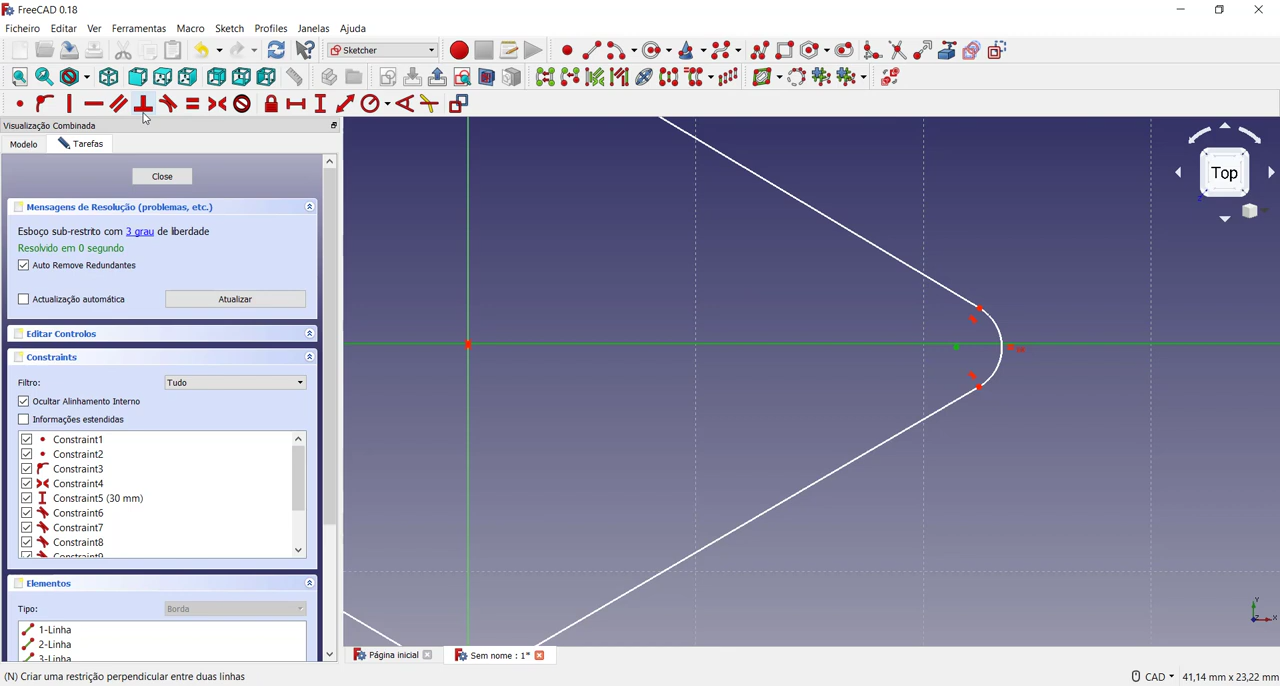 FreeCAD 0.18
Ficheiro Editar Ver Ferramentas Macro Sketch Profiles Janelas Ajuda
Sketcher
Visualização Combinada
Modelo Tarefas
Close
Mensagens de Resolução (problemas, etc.)
Esboço sub-restrito com 3 grau de liberdade
Resolvido em 0 segundo
Auto Remove Redundantes
Actualização automática Atualizar
Editar Controlos
Constraints
Filtro: Tudo
Ocultar Alinhamento Interno
Informações estendidas
Constraint1
Constraint2
Constraint3
Constraint4
Constraint5 (30 mm)
Constraint6
Constraint7
Constraint8
Constraint9
Elementos
Tipo: Borda
1-Linha
2-Linha
3-Linha
Top
Y
Z X
Página inicial Sem nome : 1*
(N) Criar uma restrição perpendicular entre duas linhas CAD 41,14 mm x 23,22 mm